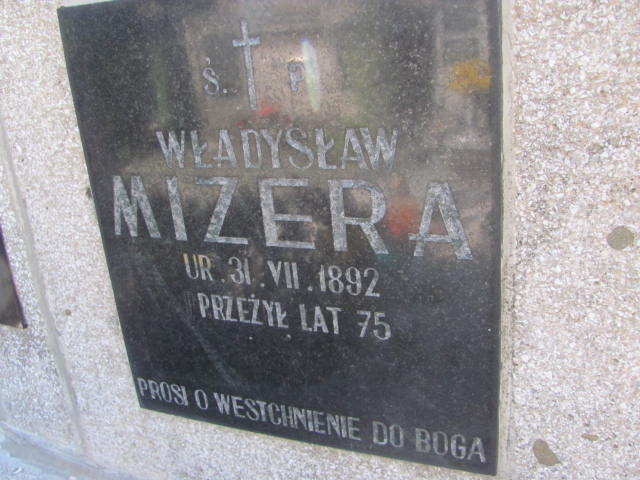 Ś. P.
WŁADYSŁAW
MIZERA
UR. 31. VII. 1892
PRZEŻYŁ LAT 75
PROSI O WESTCHNIENIE DO BOGA